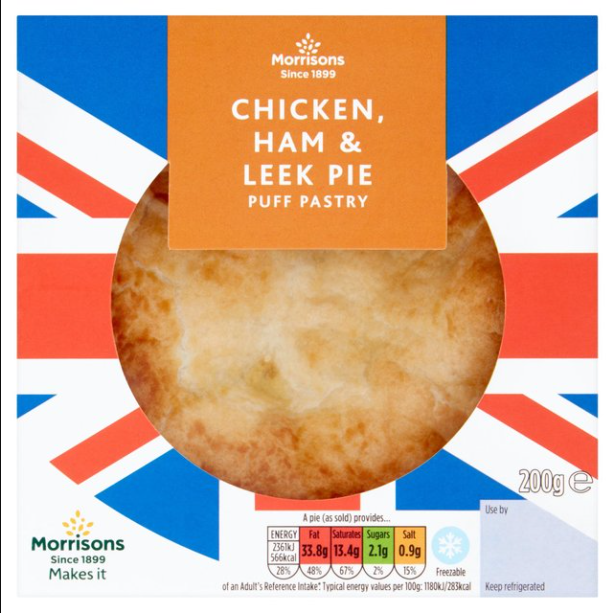 Morrisons
Since 1899
CHICKEN,
HAM &
LEEK PIE
PUFF PASTRY
200g e
Use by
A pie (as sold) provides...
ENERGY Fat Saturates Sugars Salt
2361kJ
566kcal 33.8g 13.4g 2.1g 0.9g
28% 48% 67% 2% 15%
Freezable
of an Adult's Reference Intake*. Typical energy values per 100g: 1180kJ/283kcal
Keep refrigerated
Morrisons
Since 1899
Makes it